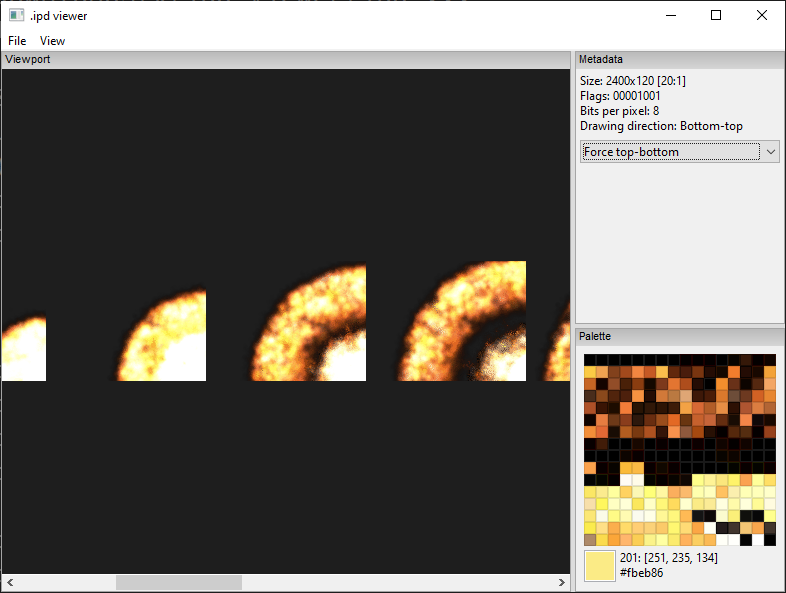 .ipd viewer
File View
Viewport
Metadata
Size: 2400x120 [20:1]
Flags: 00001001
Bits per pixel: 8
Drawing direction: Bottom-top
Force top-bottom
Palette
201: [251, 235, 134]
#fbeb86